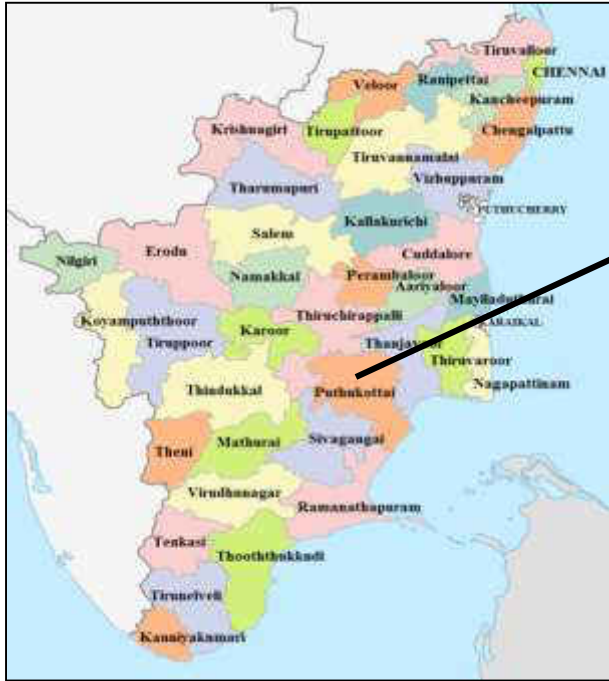 Tiruvalloor
CHENNAI
Veloor
Ranipettai
Kancheepuram
Krishnagiri
Tirupattoor
Chengalpattu
Tiruvannamalai
Vizhuppuram
Tharumapuri
PUTHUCHERRY
Kallakurichi
Salem
Erodu
Cuddalore
Nilgiri
Namakkal
Perambaloor
Aariyaloor
Mayiladuthurai
Koyampuththoor
Thiruchirappalli
Karoor
KARAIKAL
Tiruppoor
Thanjavoor
Thiruvaroor
Thindukkal
Puthukottai
Nagapattinam
Mathurai
Sivagangai
Theni
Virudhunagar
Ramanathapuram
Tenkasi
Thooththukkudi
Tirunelveli
Kanniyakumari